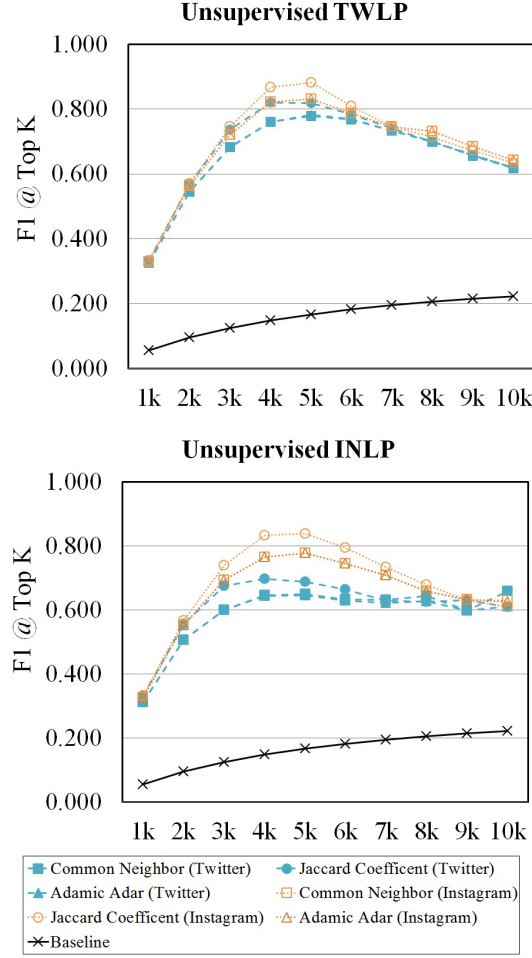 Unsupervised TWLP
F1 @ Top K
1.000
0.800
0.600
0.400
0.200
0.000
1k 2k 3k 4k 5k 6k 7k 8k 9k 10k
Unsupervised INLP
F1 @ Top K
1.000
0.800
0.600
0.400
0.200
0.000
1k 2k 3k 4k 5k 6k 7k 8k 9k 10k
Common Neighbor (Twitter) Jaccard Coefficent (Twitter)
Adamic Adar (Twitter) Common Neighbor (Instagram)
Jaccard Coefficent (Instagram) Adamic Adar (Instagram)
Baseline